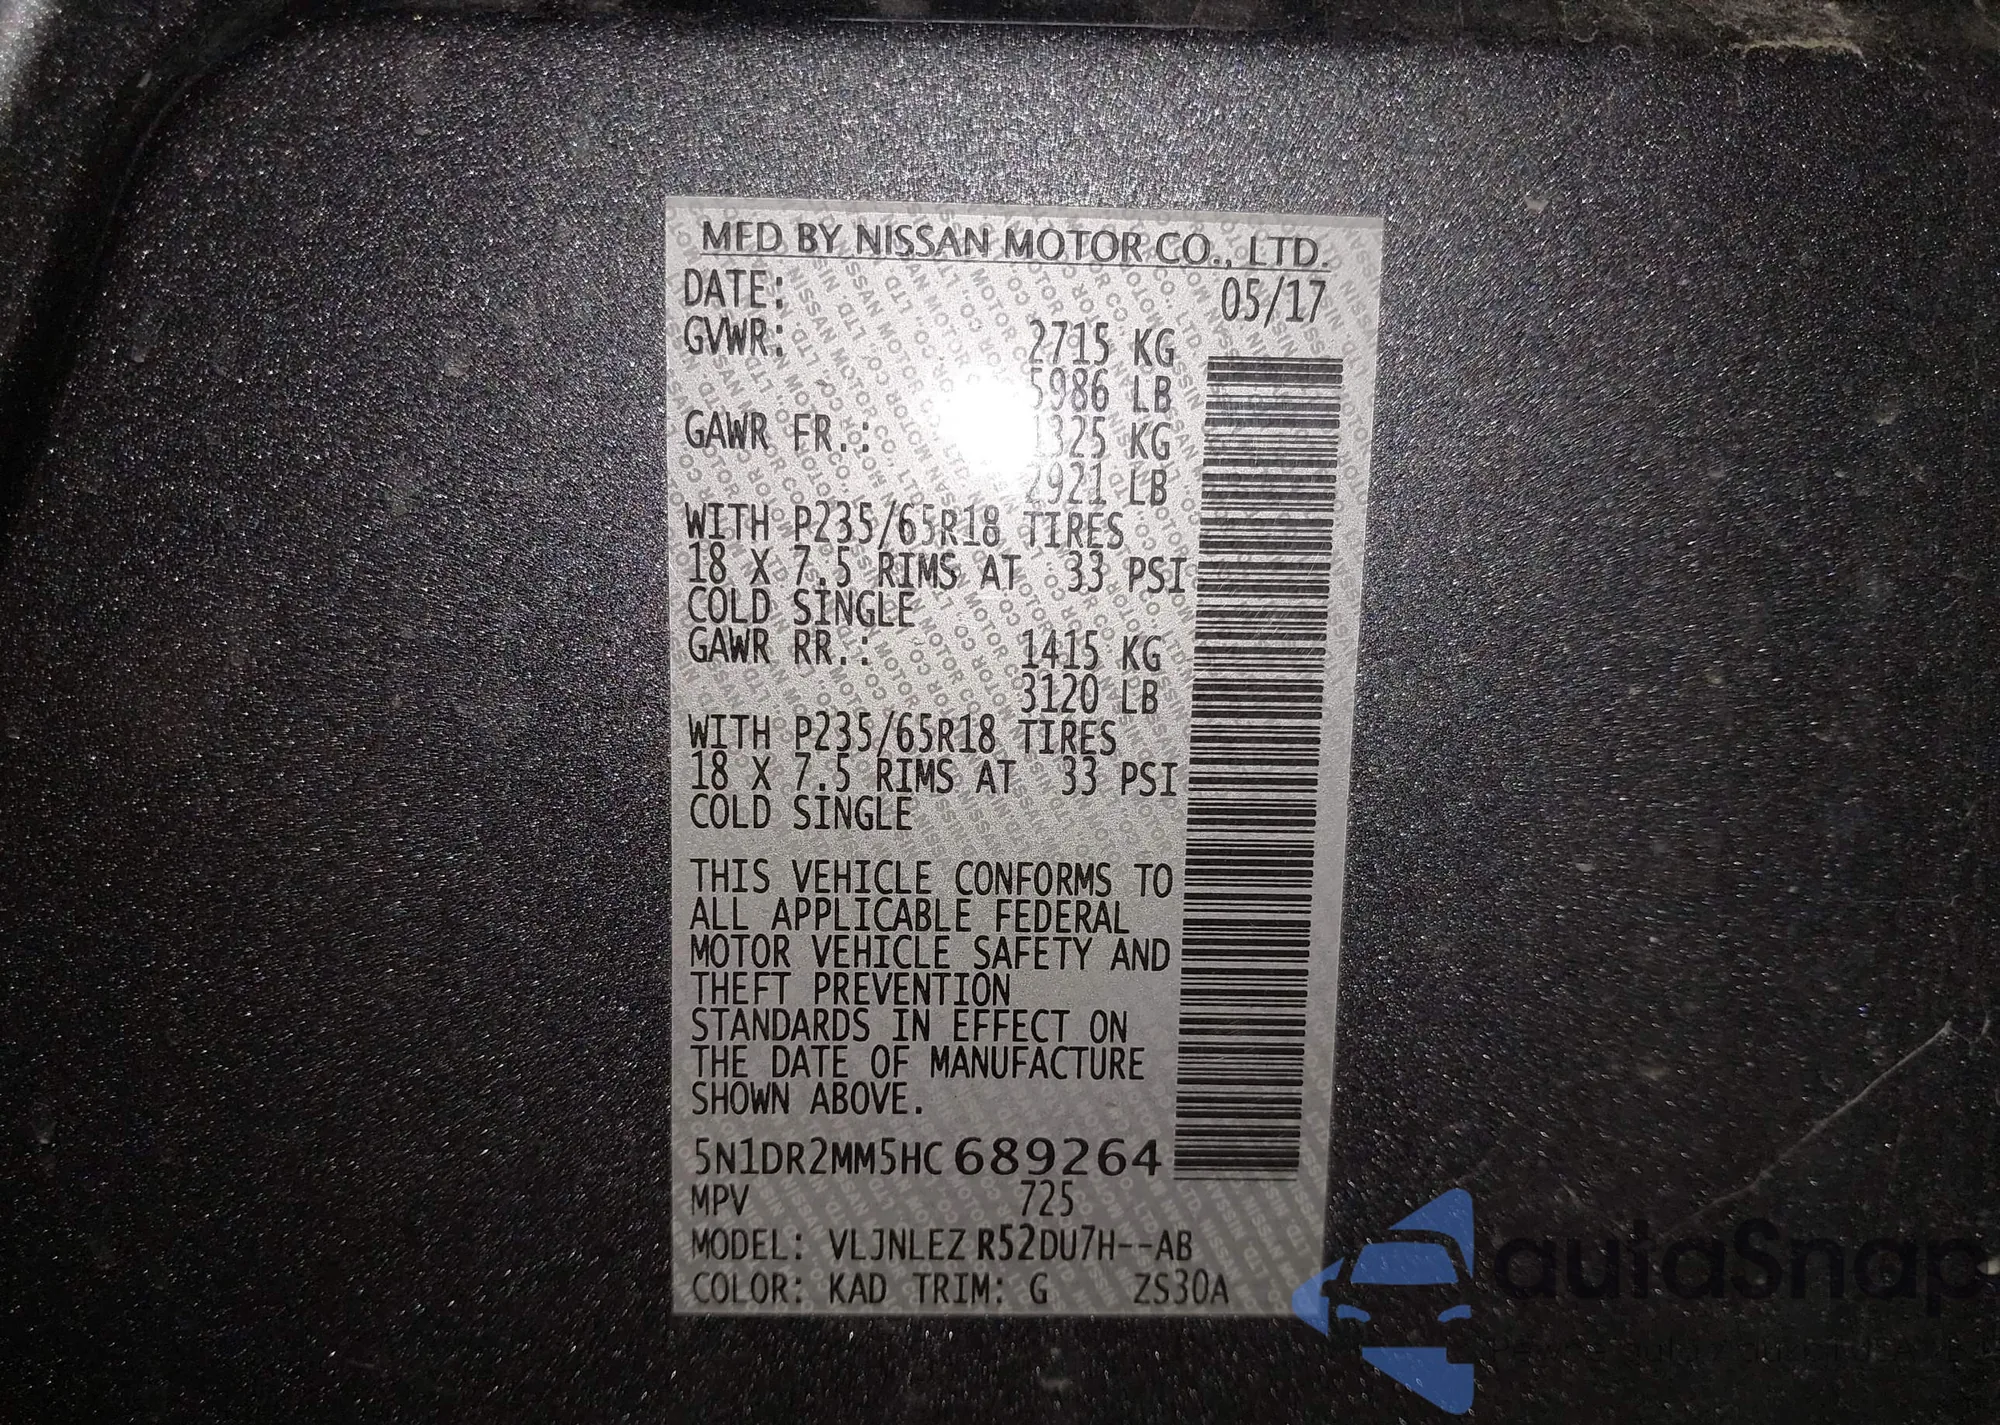 MFD BY NISSAN MOTOR CO., LTD.
DATE: 05/17
GVWR: 2715 KG
5986 LB
GAWR FR.: 1325 KG
2921 LB
WITH P235/65R18 TIRES
18 X 7.5 RIMS AT 33 PSI
COLD SINGLE
GAWR RR.: 1415 KG
3120 LB
WITH P235/65R18 TIRES
18 X 7.5 RIMS AT 33 PSI
COLD SINGLE
THIS VEHICLE CONFORMS TO
ALL APPLICABLE FEDERAL
MOTOR VEHICLE SAFETY AND
THEFT PREVENTION
STANDARDS IN EFFECT ON
THE DATE OF MANUFACTURE
SHOWN ABOVE.
5N1DR2MM5HC689264
MPV 725
MODEL: VLJNLEZ R52DU7H--AB
COLOR: KAD TRIM: G ZS30A